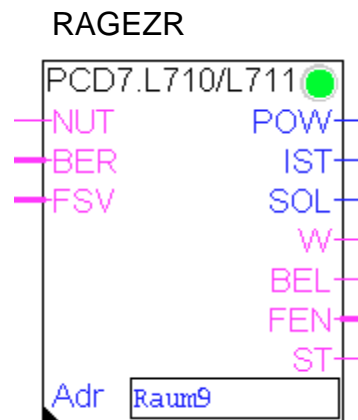 RAGEZR
PCD7.L710/L711
NUT POW
BER IST
FSV SOL
W
BEL
FEN
ST
Adr Raum9